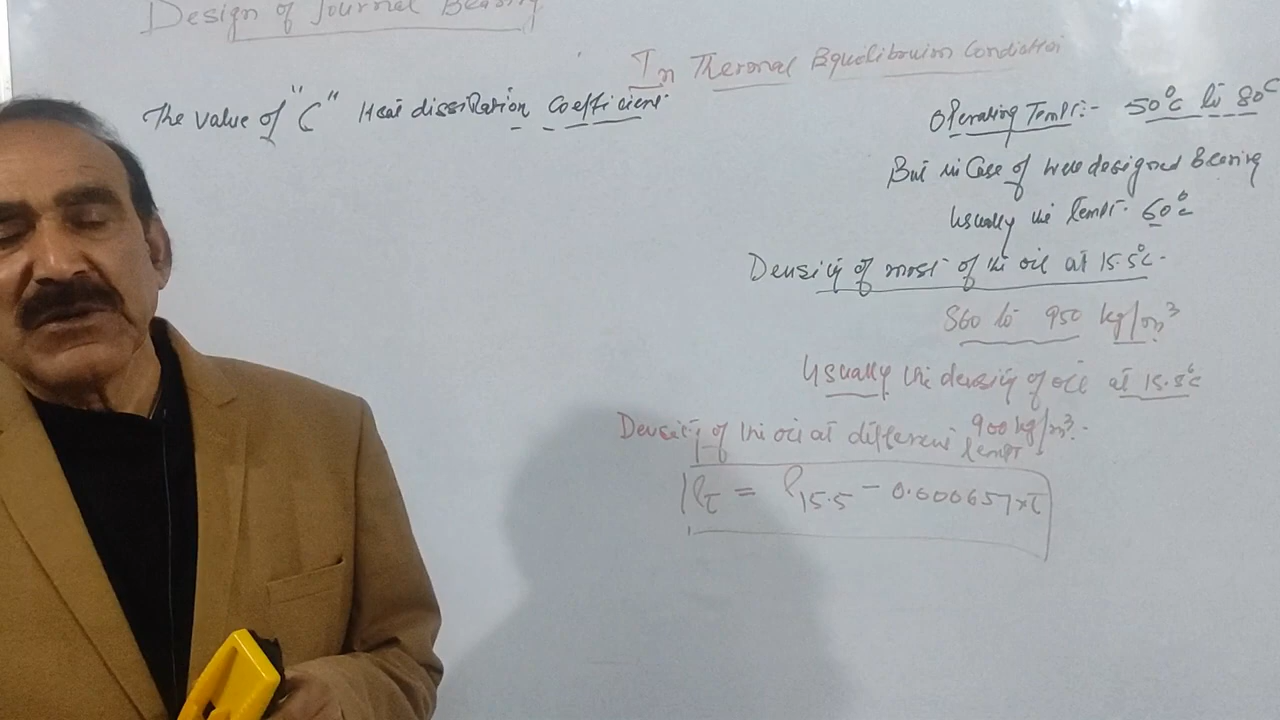 Design of Journal Bearing
In Thermal Equilibrium Condition
The value of "C" Heat dissipation coefficient
Operating Tempr:- 50°C to 80°C
But in Case of well designed Bearing
Usually the tempr. 60°C
Density of most of the oil at 15.5°C.
860 to 950 kg/m³
Usually the density of oil at 15.5°C
900 kg/m³.
Density of the oil at different tempr
ρt = ρ15.5 - 0.000657×t